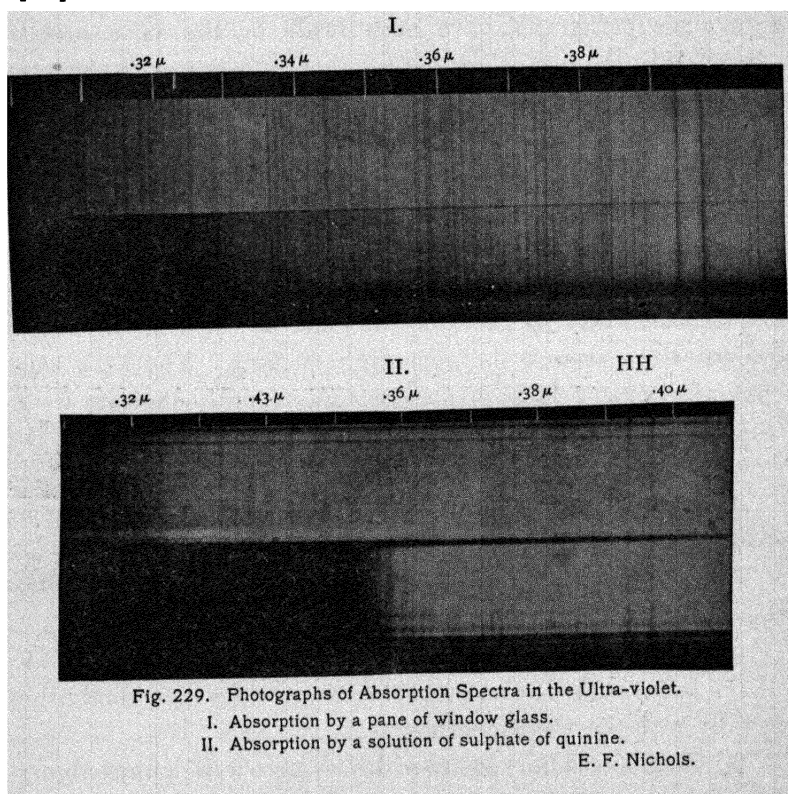 I.
.32 μ .34 μ .36 μ .38 μ
II. HH
.32 μ .43 μ .36 μ .38 μ .40 μ
Fig. 229. Photographs of Absorption Spectra in the Ultra-violet.
I. Absorption by a pane of window glass.
II. Absorption by a solution of sulphate of quinine.
E. F. Nichols.